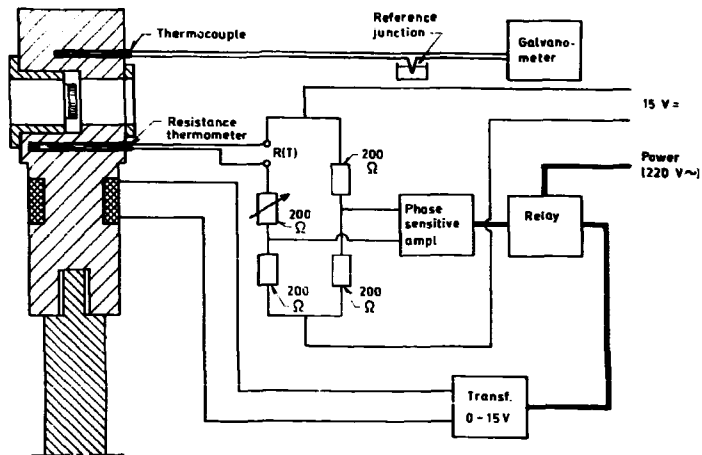 Thermocouple
Reference
junction
Galvano-
meter
Resistance
thermometer
R(T)
15 V =
200
Ω
Power
(220 V~)
200
Ω
Phase
sensitive
ampl
Relay
200
Ω
200
Ω
Transf.
0-15 V